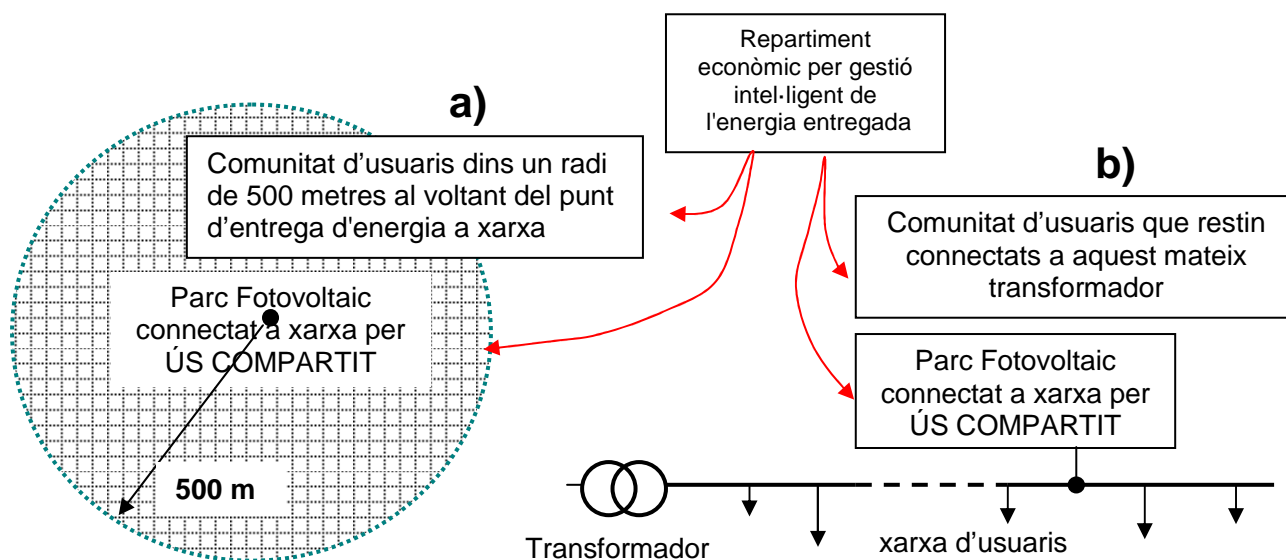 Repartiment
econòmic per gestió
intel·ligent de
l'energia entregada
a)
Comunitat d’usuaris dins un radi
de 500 metres al voltant del punt
d’entrega d'energia a xarxa
Parc Fotovoltaic
connectat a xarxa per
ÚS COMPARTIT
500 m
b)
Comunitat d’usuaris que restin
connectats a aquest mateix
transformador
Parc Fotovoltaic
connectat a xarxa per
ÚS COMPARTIT
Transformador
xarxa d’usuaris